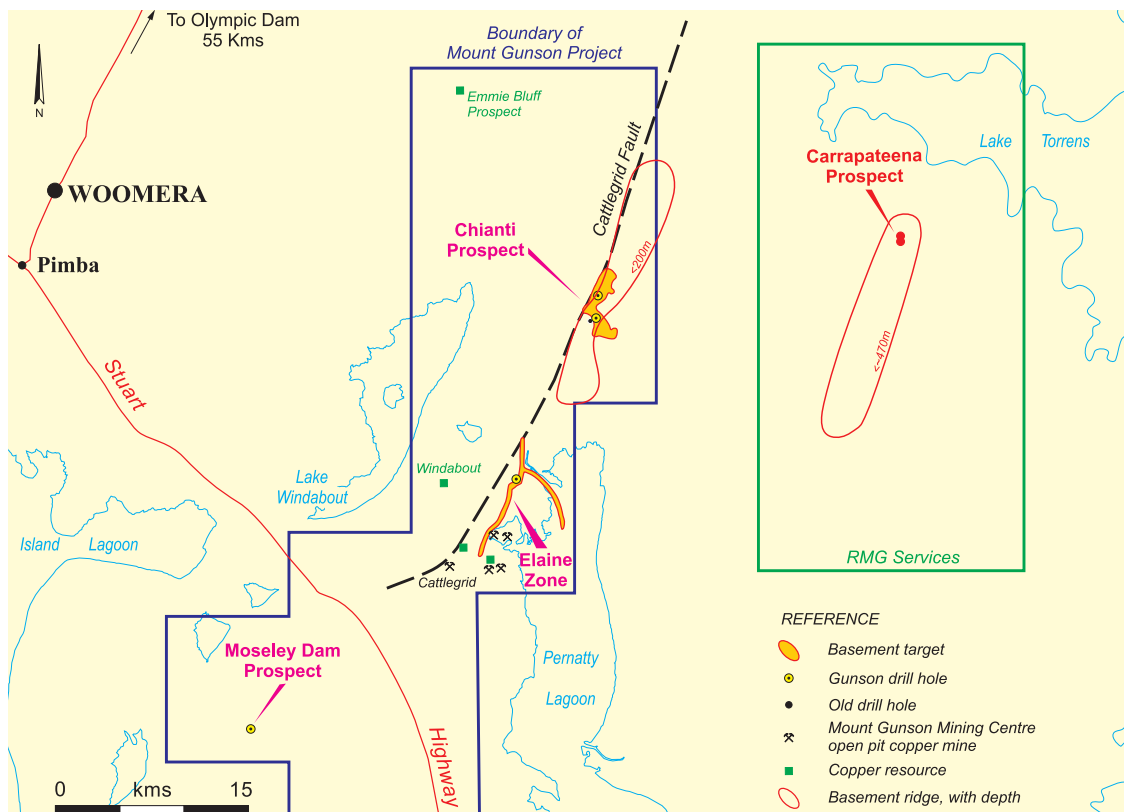 To Olympic Dam
55 Kms
Boundary of
Mount Gunson Project
N
Emmie Bluff
Prospect
Cattlegrid Fault
Lake Torrens
Carrapateena
Prospect
WOOMERA
Chianti
Prospect
<200m
Pimba
<~470m
Stuart
Windabout
Lake
Windabout
Island Lagoon
Elaine
Zone
Cattlegrid
RMG Services
Moseley Dam
Prospect
Pernatty
Lagoon
Highway
0 kms 15
REFERENCE
Basement target
Gunson drill hole
Old drill hole
Mount Gunson Mining Centre
open pit copper mine
Copper resource
Basement ridge, with depth